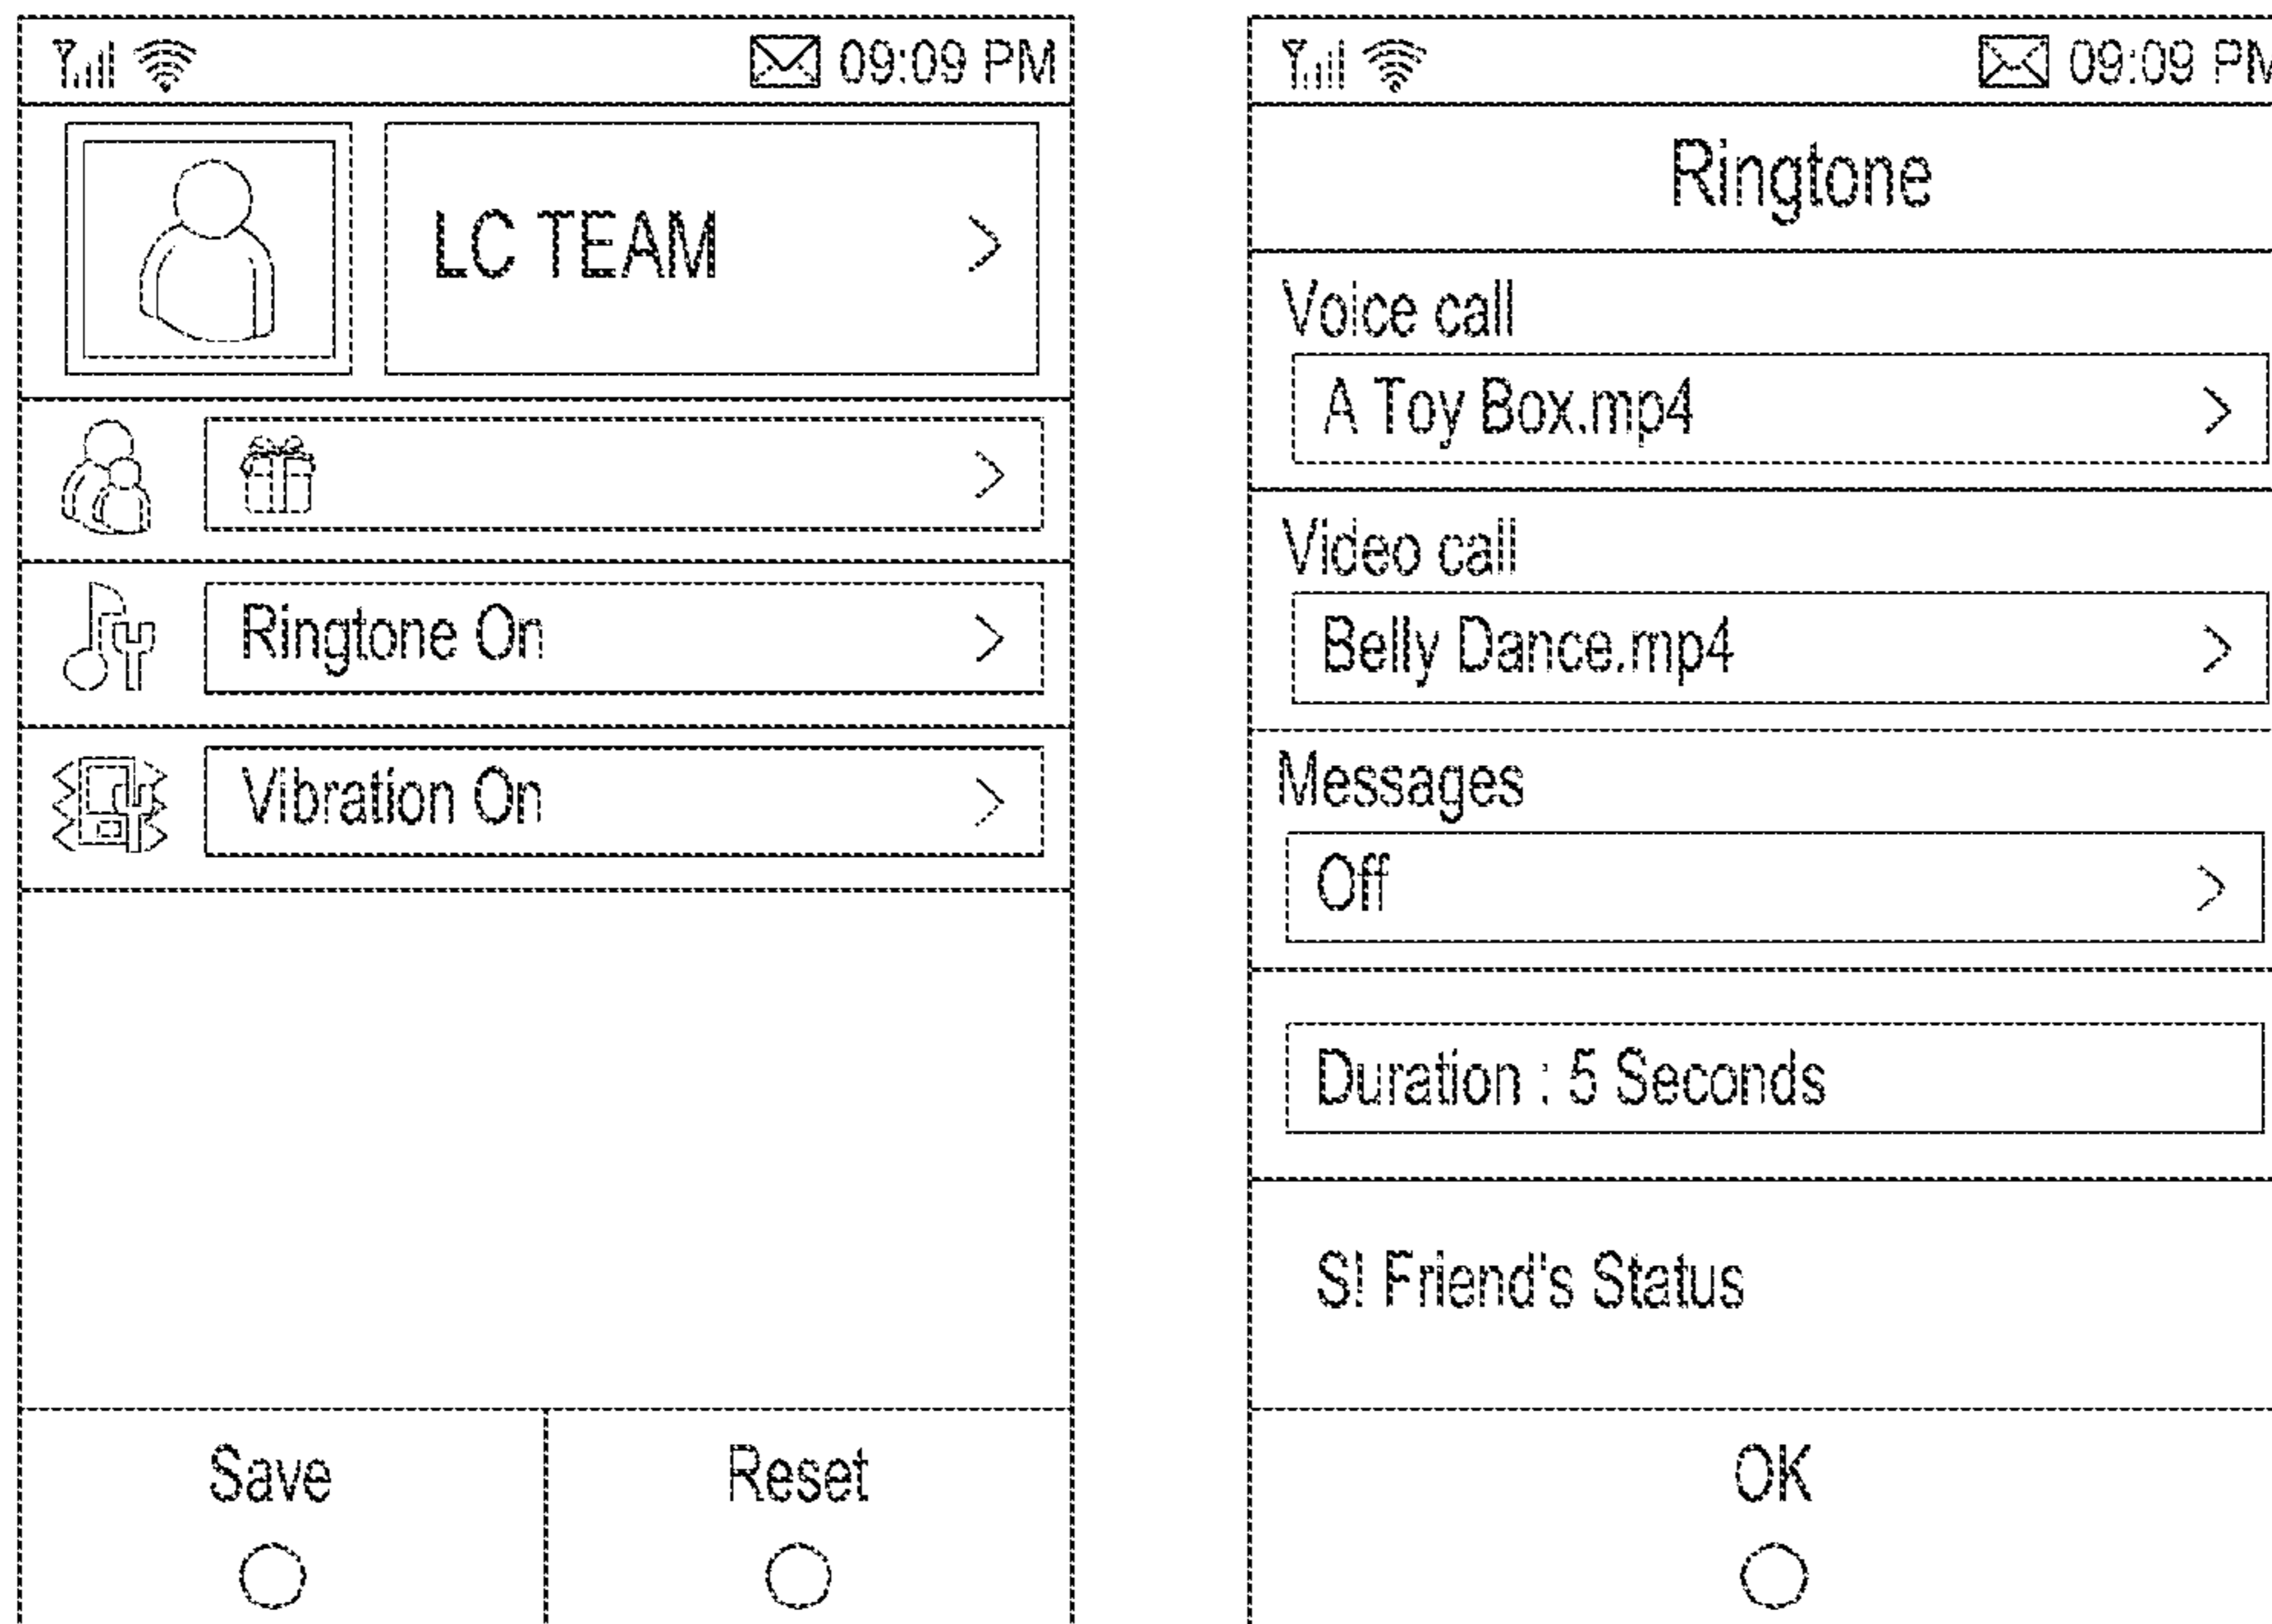 09:09 PM
LC TEAM
Ringtone On
Vibration On
Save
Reset
09:09 PM
Ringtone
Voice call
A Toy Box.mp4
Video call
Belly Dance.mp4
Messages
Off
Duration : 5 Seconds
S! Friend's Status
OK